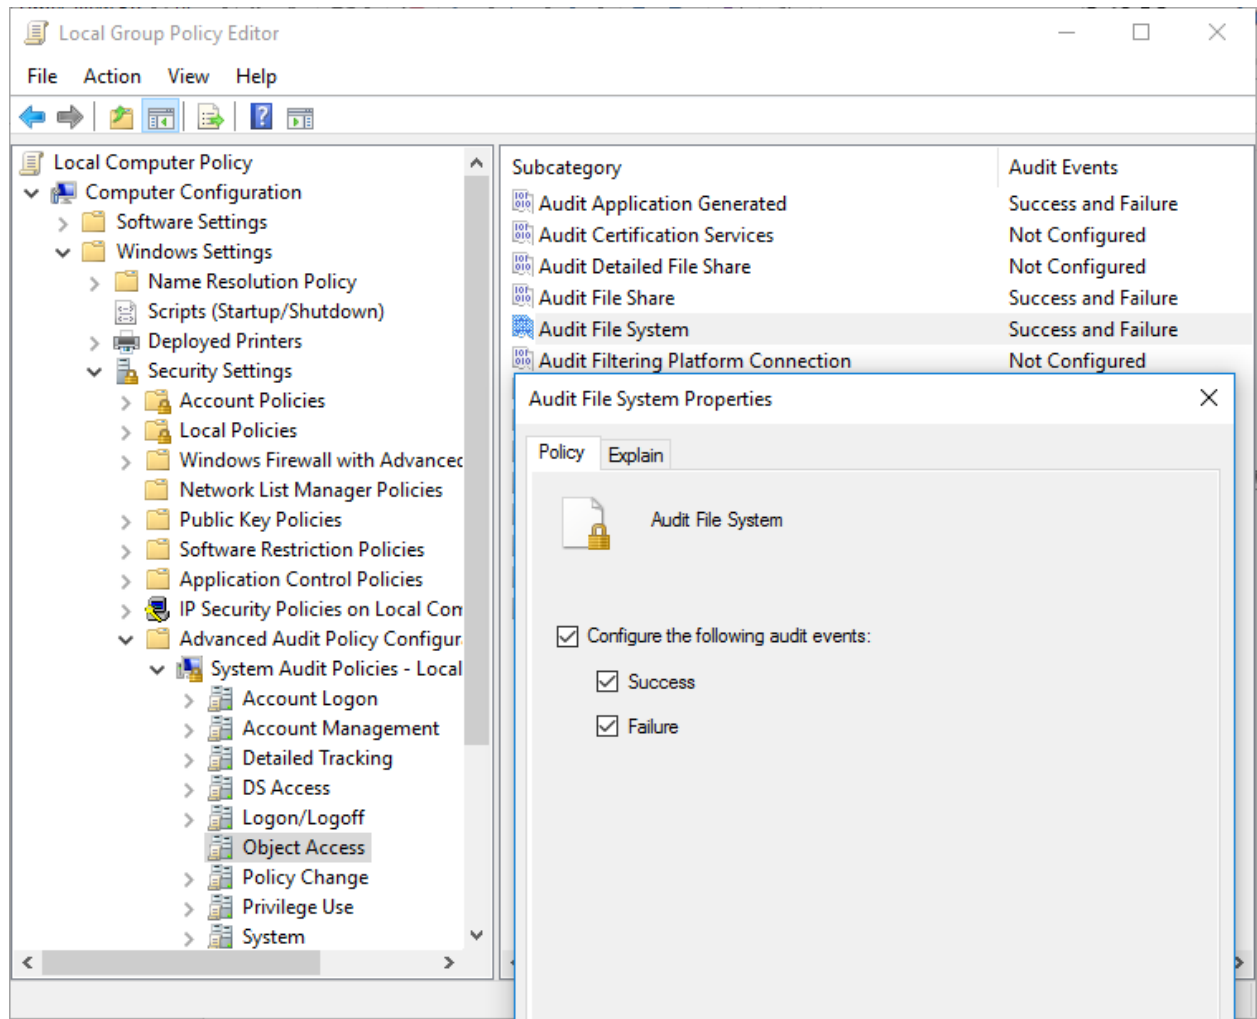 Local Group Policy Editor
File Action View Help
Local Computer Policy
Computer Configuration
Software Settings
Windows Settings
Name Resolution Policy
Scripts (Startup/Shutdown)
Deployed Printers
Security Settings
Account Policies
Local Policies
Windows Firewall with Advanced
Network List Manager Policies
Public Key Policies
Software Restriction Policies
Application Control Policies
IP Security Policies on Local Com
Advanced Audit Policy Configur
System Audit Policies - Local
Account Logon
Account Management
Detailed Tracking
DS Access
Logon/Logoff
Object Access
Policy Change
Privilege Use
System
Subcategory Audit Events
Audit Application Generated Success and Failure
Audit Certification Services Not Configured
Audit Detailed File Share Not Configured
Audit File Share Success and Failure
Audit File System Success and Failure
Audit Filtering Platform Connection Not Configured
Audit File System Properties
Policy Explain
Audit File System
Configure the following audit events:
Success
Failure